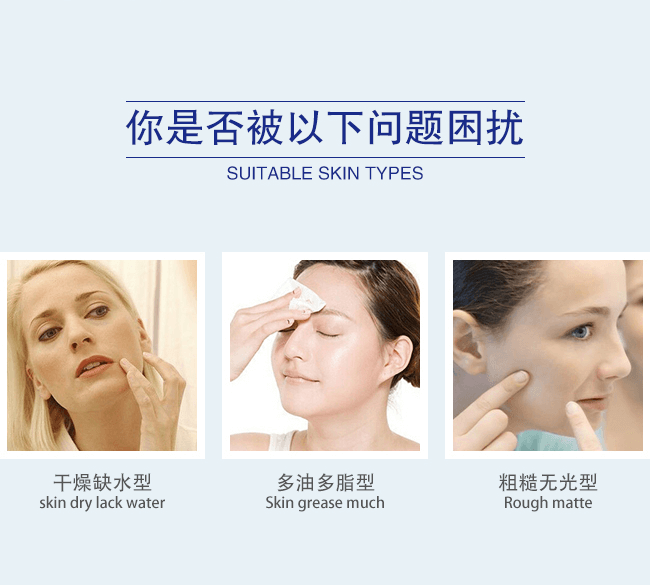 你是否被以下问题困扰
SUITABLE SKIN TYPES
干燥缺水型
skin dry lack water
多油多脂型
Skin grease much
粗糙无光型
Rough matte